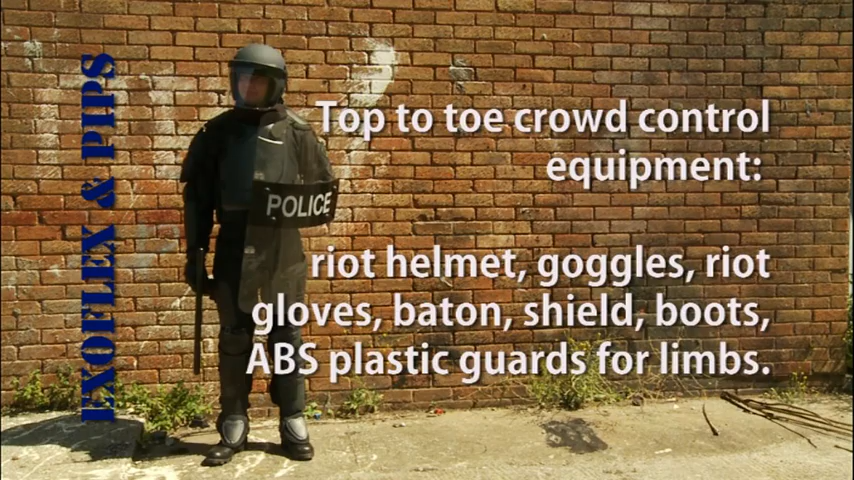 EXOFLEX & PIPS
Top to toe crowd control
equipment:
riot helmet, goggles, riot
gloves, baton, shield, boots,
ABS plastic guards for limbs.
POLICE